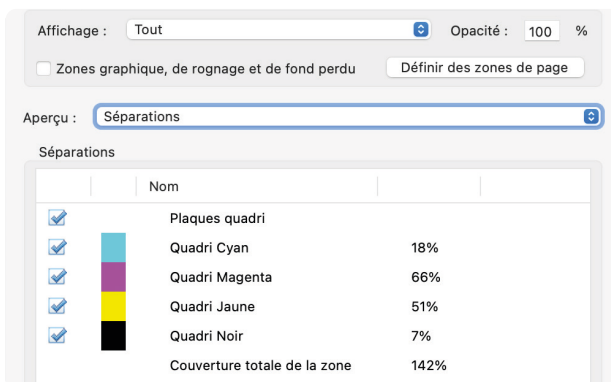 Affichage : Tout Opacité : 100 %
Zones graphique, de rognage et de fond perdu Définir des zones de page
Aperçu : Séparations
Séparations
Nom
Plaques quadri
Quadri Cyan 18%
Quadri Magenta 66%
Quadri Jaune 51%
Quadri Noir 7%
Couverture totale de la zone 142%